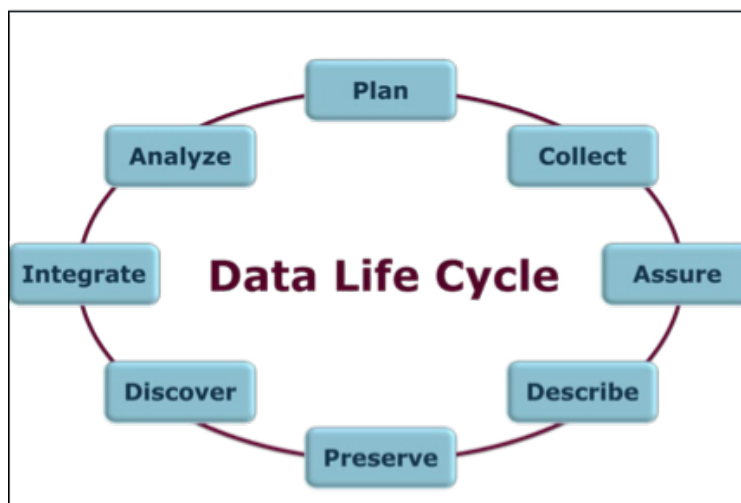 Plan
Analyze
Collect
Integrate
Data Life Cycle
Assure
Discover
Describe
Preserve